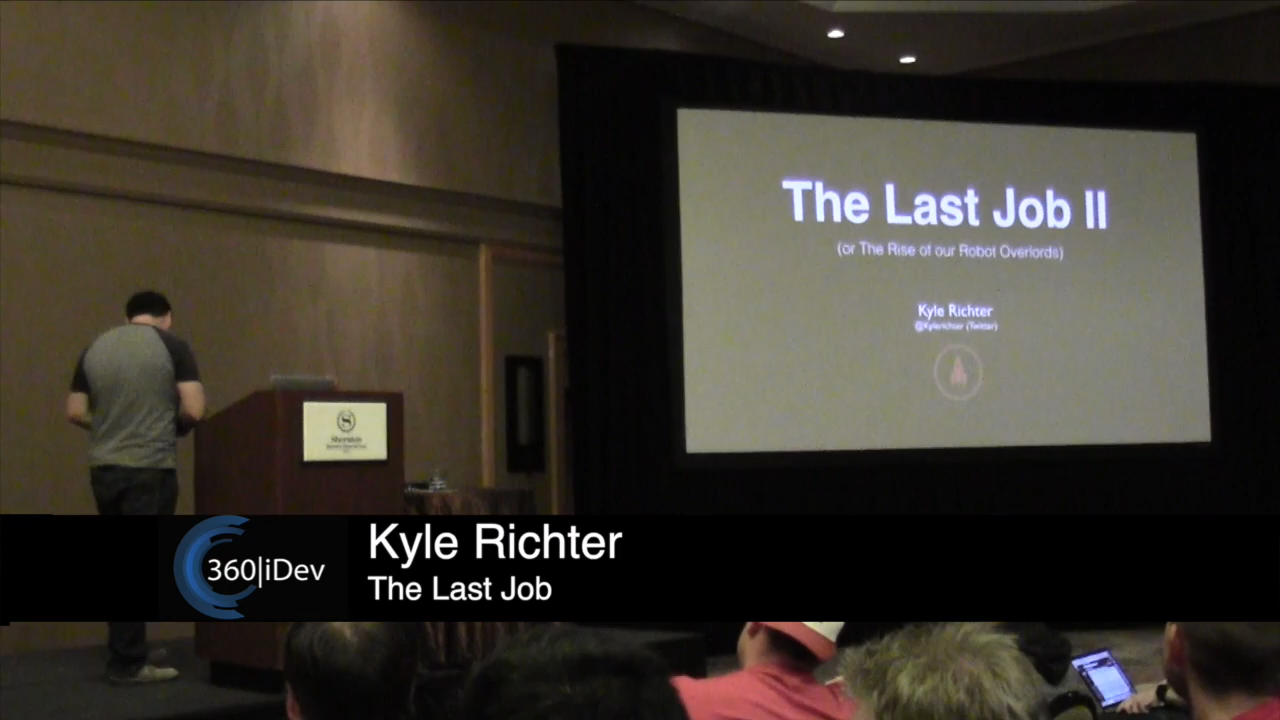 The Last Job II
(or The Rise of our Robot Overlords)
Kyle Richter
@Kylerichter (Twitter)
S
Sheraton
Kyle Richter
The Last Job
360|iDev